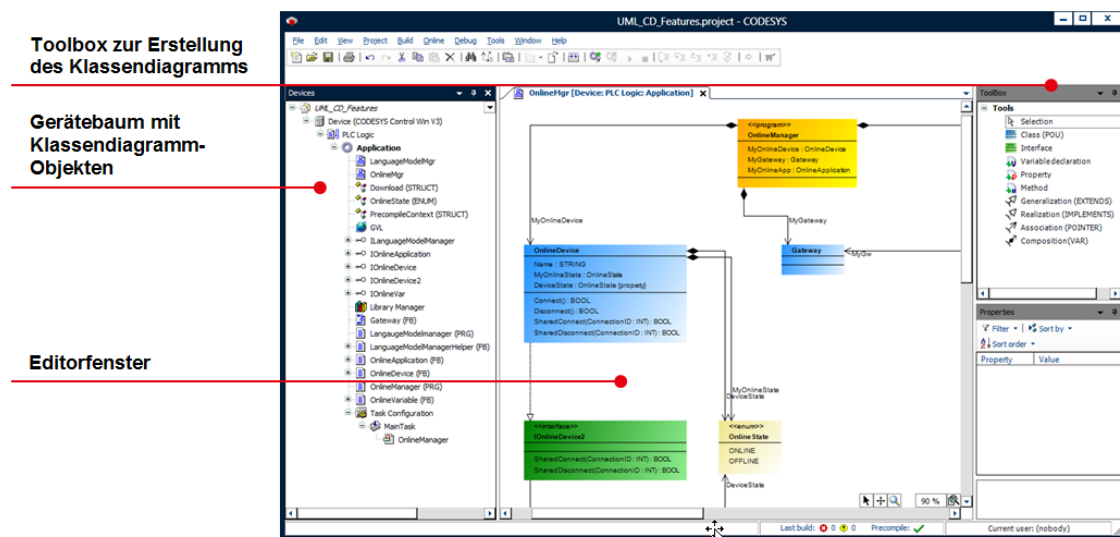 Toolbox zur Erstellung
des Klassendiagramms
Gerätebaum mit
Klassendiagramm-
Objekten
Editorfenster
UML_CD_Features.project - CODESYS
File Edit View Project Build Online Debug Tools Window Help
Devices
UML_CD_Features
Device (CODESYS Control Win V3)
PLC Logic
Application
LanguageModelMgr
OnlineMgr
Download (STRUCT)
OnlineState (ENUM)
PrecompileContext (STRUCT)
GVL
ILanguageModelManager
IOnlineApplication
IOnlineDevice
IOnlineDevice2
IOnlineVar
Library Manager
Gateway (FB)
LangaugeModelmanager (PRG)
LanguageModelManagerHelper (FB)
OnlineApplication (FB)
OnlineDevice (FB)
OnlineManager (PRG)
OnlineVariable (FB)
Task Configuration
MainTask
OnlineManager
OnlineMgr [Device: PLC Logic: Application]
<<program>>
OnlineManager
MyOnlineDevice : OnlineDevice
MyGateway : Gateway
MyOnlineApp : OnlineApplication
MyOnlineDevice
MyGateway
OnlineDevice
Name : STRING
MyOnlineState : OnlineState
DeviceState : OnlineState {propety}
Connect() : BOOL
Disconnect() : BOOL
SharedConnect(ConnectionID : INT) : BOOL
SharedDisconnect(ConnectionID : INT) : BOOL
Gateway
MyGw
MyOnlineState
DeviceState
<<interface>>
IOnlineDevice2
SharedConnect(ConnectionID : INT) : BOOL
SharedDisconnect(ConnectionID : INT) : BOOL
<<enum>>
OnlineState
ONLINE
OFFLINE
DeviceState
90 %
ToolBox
Tools
Selection
Class (POU)
Interface
Variable declaration
Property
Method
Generalization (EXTENDS)
Realization (IMPLEMENTS)
Association (POINTER)
Composition(VAR)
Properties
Filter
Sort by
Sort order
Property Value
Last build: 0 0 Precompile:
Current user: (nobody)